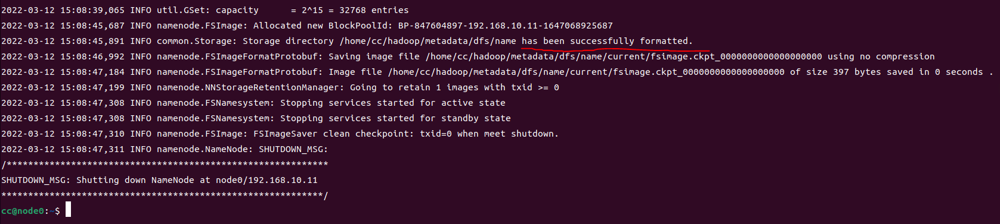 2022-03-12 15:08:39,065 INFO util.GSet: capacity      = 2^15 = 32768 entries
2022-03-12 15:08:45,687 INFO namenode.FSImage: Allocated new BlockPoolId: BP-847604897-192.168.10.11-1647068925687
2022-03-12 15:08:45,891 INFO common.Storage: Storage directory /home/cc/hadoop/metadata/dfs/name has been successfully formatted.
2022-03-12 15:08:46,992 INFO namenode.FSImageFormatProtobuf: Saving image file /home/cc/hadoop/metadata/dfs/name/current/fsimage.ckpt_0000000000000000000 using no compression
2022-03-12 15:08:47,184 INFO namenode.FSImageFormatProtobuf: Image file /home/cc/hadoop/metadata/dfs/name/current/fsimage.ckpt_0000000000000000000 of size 397 bytes saved in 0 seconds .
2022-03-12 15:08:47,199 INFO namenode.NNStorageRetentionManager: Going to retain 1 images with txid >= 0
2022-03-12 15:08:47,308 INFO namenode.FSNamesystem: Stopping services started for active state
2022-03-12 15:08:47,308 INFO namenode.FSNamesystem: Stopping services started for standby state
2022-03-12 15:08:47,310 INFO namenode.FSImage: FSImageSaver clean checkpoint: txid=0 when meet shutdown.
2022-03-12 15:08:47,311 INFO namenode.NameNode: SHUTDOWN_MSG:
/************************************************************
SHUTDOWN_MSG: Shutting down NameNode at node0/192.168.10.11
************************************************************/
cc@node0:~$